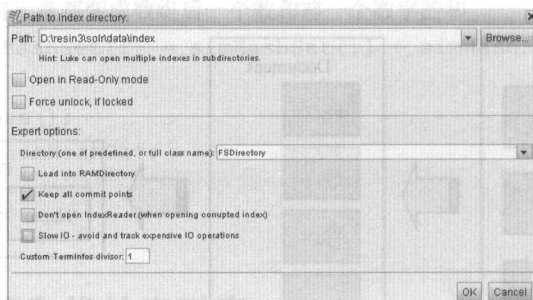 Path to Index directory:
Path: D:\resin3\solr\data\index Browse...
Hint: Luke can open multiple indexes in subdirectories.
Open in Read-Only mode
Force unlock, if locked
Expert options:
Directory (one of predefined, or full class name): FSDirectory
Load into RAMDirectory
Keep all commit points
Don't open IndexReader(when opening corrupted index)
Slow IO - avoid and track expensive IO operations
Custom TermInfos divisor: 1
OK Cancel